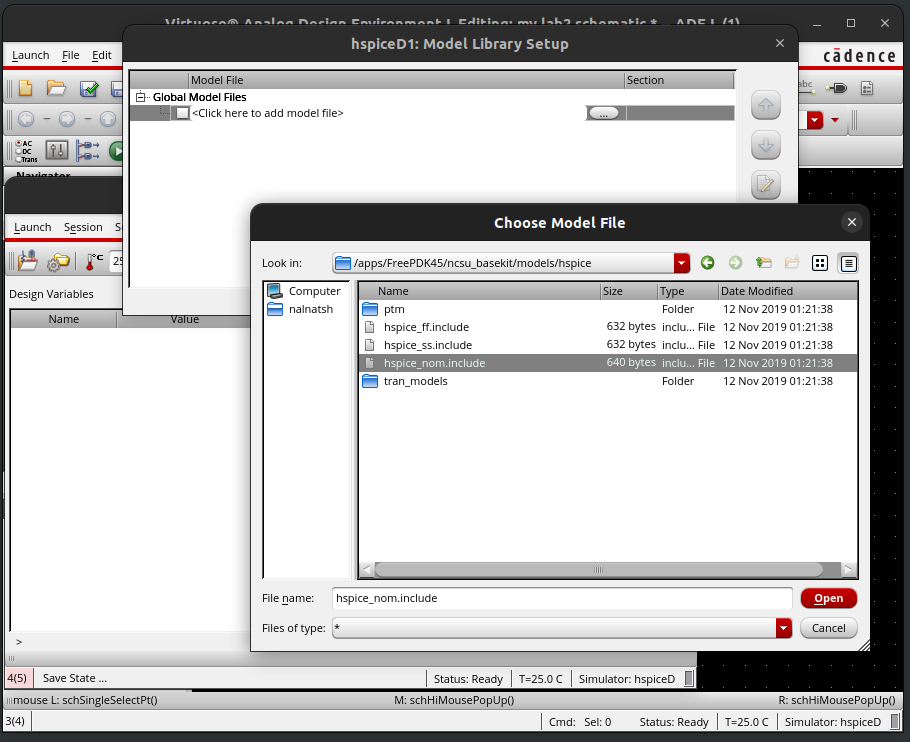 Virtuoso® Analog Design Environment L Editing: my lab2 schematic * - ADE L (1)
hspiceD1: Model Library Setup
Launch File Edit
cādence
Model File Section
Global Model Files
<Click here to add model file>
...
abc
AC
DC
Trans
Navigator
Launch Session S
°C 25
Design Variables
Name Value
Choose Model File
Look in: /apps/FreePDK45/ncsu_basekit/models/hspice
Computer
nalnatsh
Name Size Type Date Modified
ptm Folder 12 Nov 2019 01:21:38
hspice_ff.include 632 bytes inclu... File 12 Nov 2019 01:21:38
hspice_ss.include 632 bytes inclu... File 12 Nov 2019 01:21:38
hspice_nom.include 640 bytes inclu... File 12 Nov 2019 01:21:38
tran_models Folder 12 Nov 2019 01:21:38
File name: hspice_nom.include Open
Files of type: * Cancel
>
4(5) Save State ... Status: Ready T=25.0 C Simulator: hspiceD
mouse L: schSingleSelectPt() M: schHiMousePopUp() R: schHiMousePopUp()
3(4) Cmd: Sel: 0 Status: Ready T=25.0 C Simulator: hspiceD